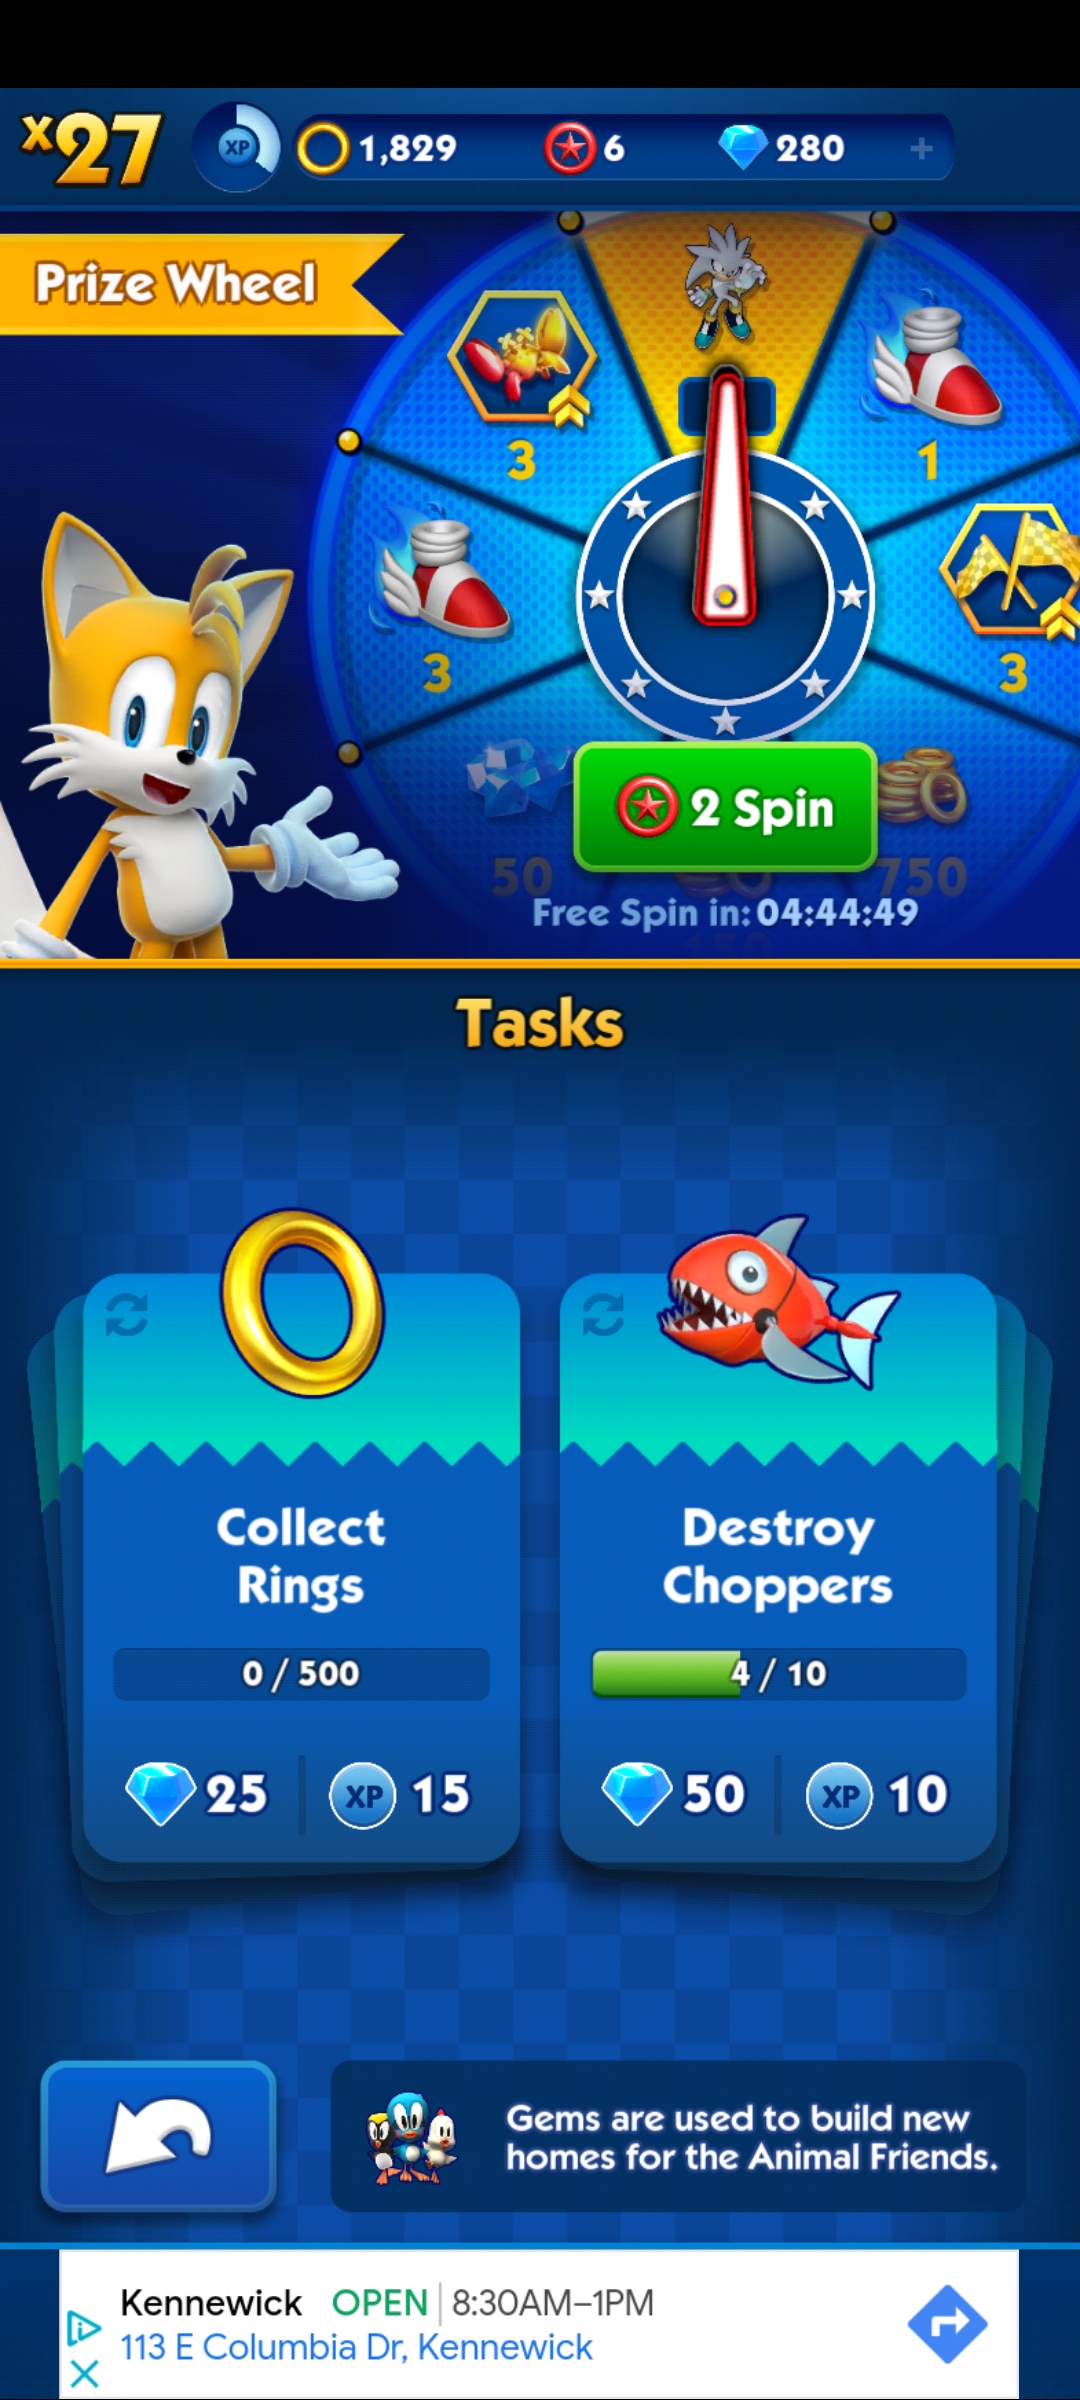 x27
XP
1,829
6
280
+
Prize Wheel
3
1
3
3
2 Spin
50
750
Free Spin in: 04:44:49
Tasks
Collect
Rings
0 / 500
25
XP 15
Destroy
Choppers
4 / 10
50
XP 10
Gems are used to build new
homes for the Animal Friends.
Kennewick OPEN 8:30AM–1PM
113 E Columbia Dr, Kennewick